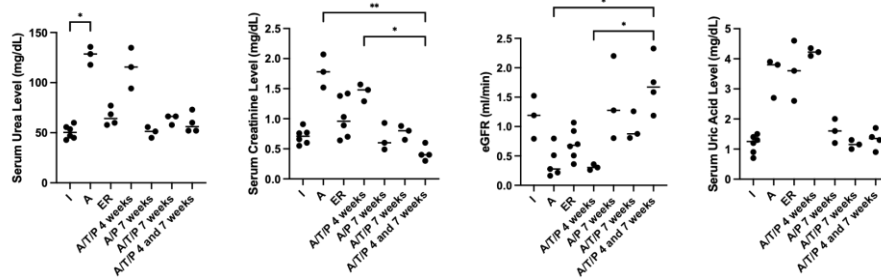 Serum Urea Level (mg/dL)
150
100
50
0
*
I
A
ER
A/T/P 4 weeks
A/P 7 weeks
A/T/P 7 weeks
A/T/P 4 and 7 weeks
Serum Creatinine Level (mg/dL)
2.5
2.0
1.5
1.0
0.5
0.0
**
*
I
A
ER
A/T/P 4 weeks
A/P 7 weeks
A/T/P 7 weeks
A/T/P 4 and 7 weeks
eGFR (ml/min)
2.5
2.0
1.5
1.0
0.5
0.0
*
*
I
A
ER
A/T/P 4 weeks
A/P 7 weeks
A/T/P 7 weeks
A/T/P 4 and 7 weeks
Serum Uric Acid Level (mg/dL)
5
4
3
2
1
0
I
A
ER
A/T/P 4 weeks
A/P 7 weeks
A/T/P 7 weeks
A/T/P 4 and 7 weeks